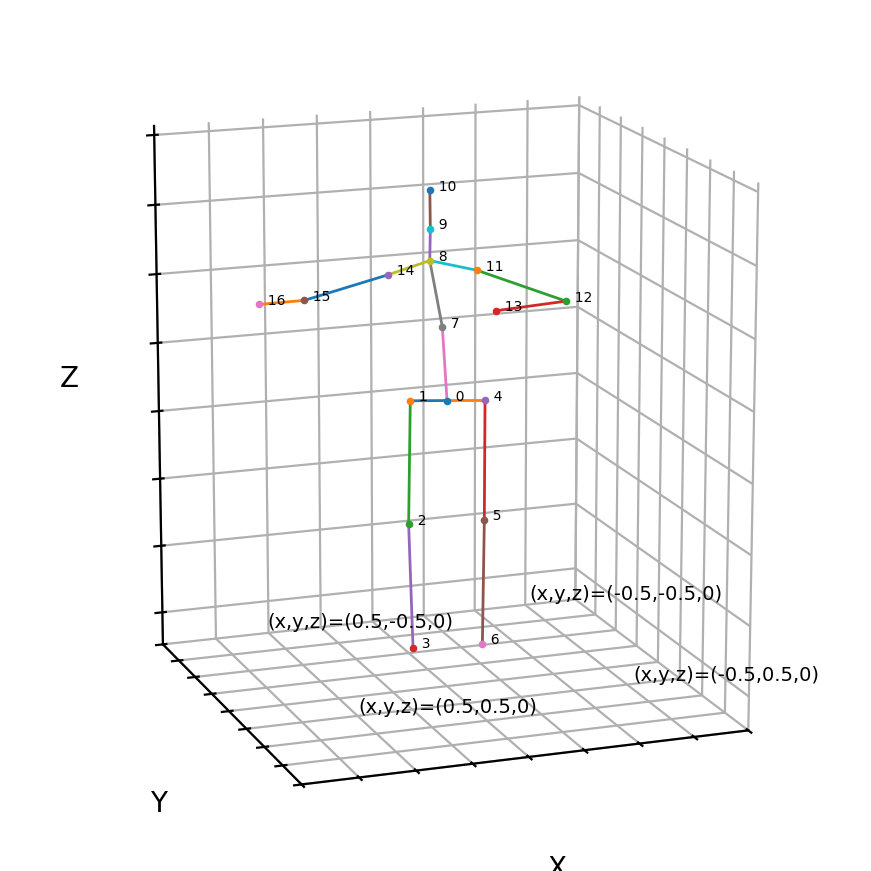 10
9
8
14
11
16
15
12
13
7
Z
1
0
4
2
5
(x,y,z)=(-0.5,-0.5,0)
(x,y,z)=(0.5,-0.5,0)
3
6
(x,y,z)=(-0.5,0.5,0)
(x,y,z)=(0.5,0.5,0)
Y
X